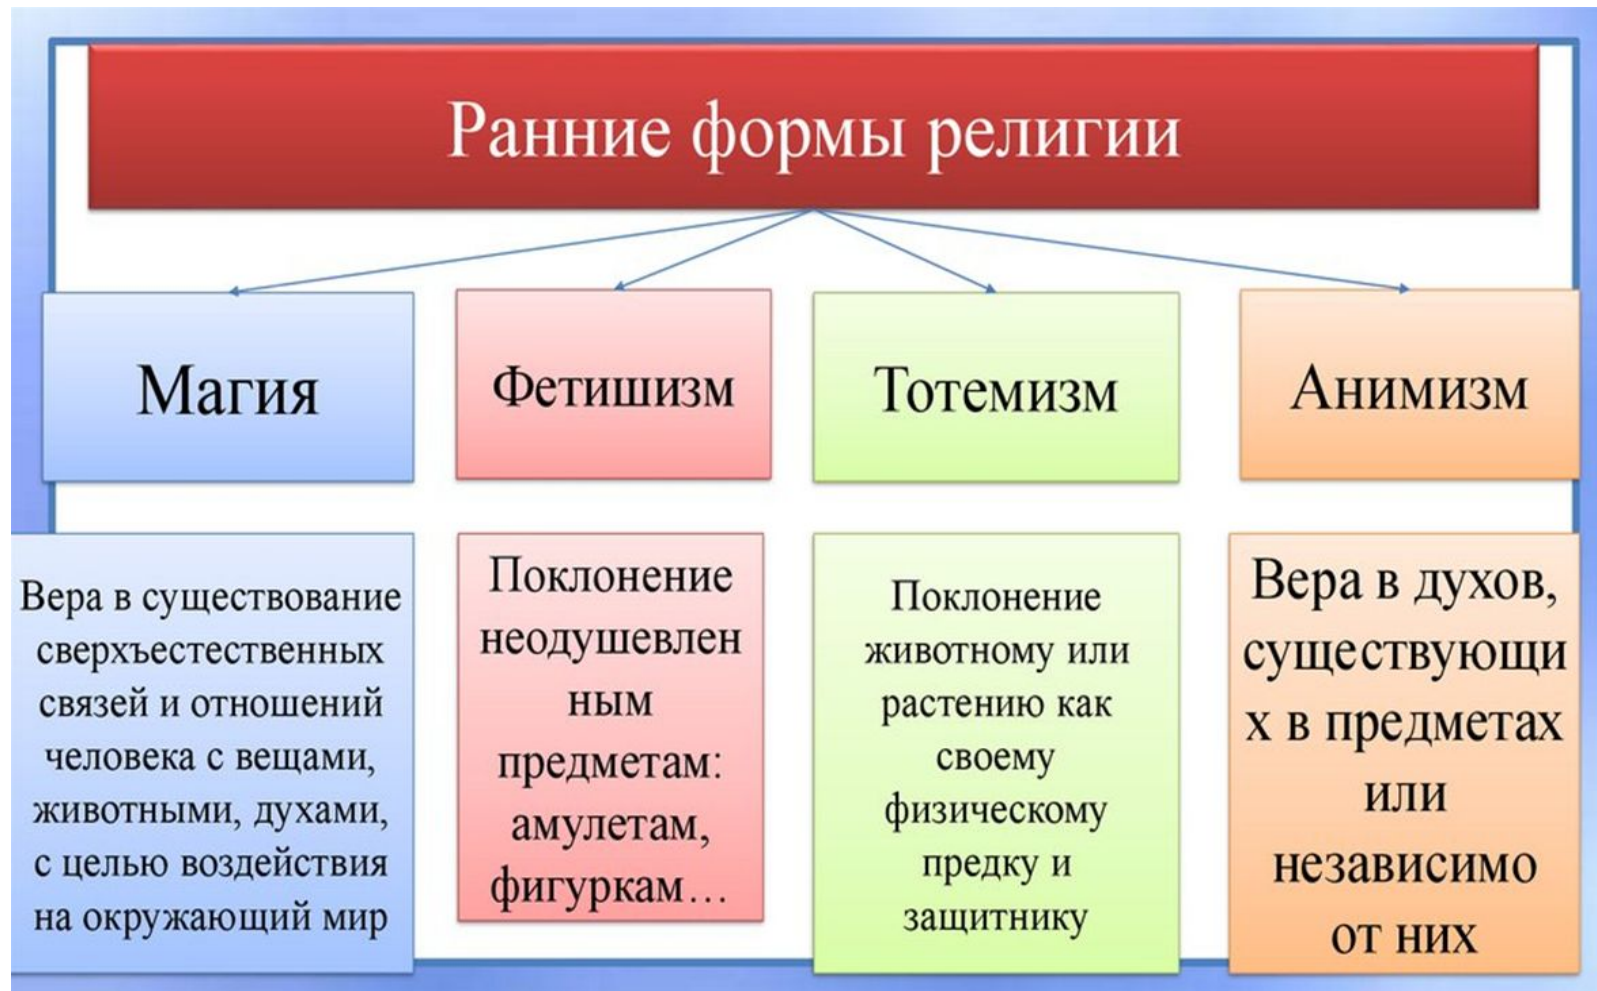 Ранние формы религии
Магия
Фетишизм
Тотемизм
Анимизм
Вера в существование
сверхъестественных
связей и отношений
человека с вещами,
животными, духами,
с целью воздействия
на окружающий мир
Поклонение
неодушевлен
ным
предметам:
амулетам,
фигуркам…
Поклонение
животному или
растению как
своему
физическому
предку и
защитнику
Вера в духов,
существующи
х в предметах
или
независимо
от них